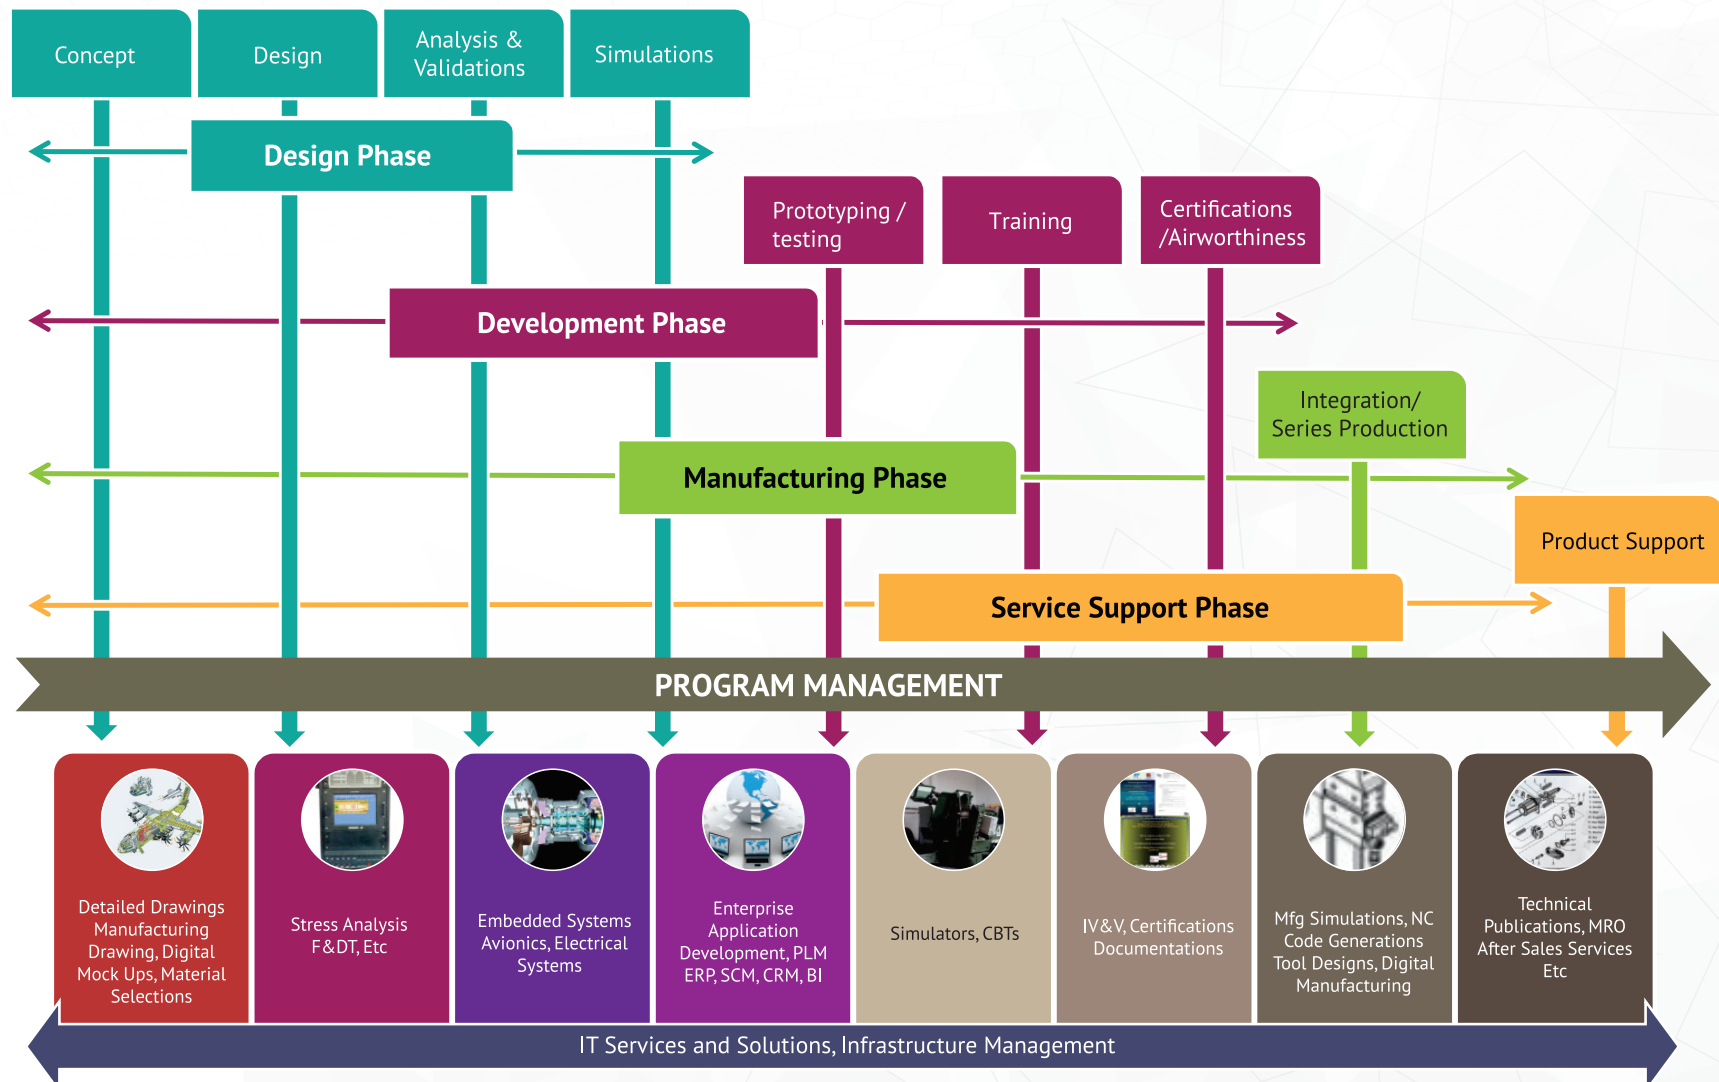 Concept
Design
Analysis &
Validations
Simulations
Design Phase
Prototyping /
testing
Training
Certifications
/Airworthiness
Development Phase
Integration/
Series Production
Manufacturing Phase
Product Support
Service Support Phase
PROGRAM MANAGEMENT
Detailed Drawings
Manufacturing
Drawing, Digital
Mock Ups, Material
Selections
Stress Analysis
F&DT, Etc
Embedded Systems
Avionics, Electrical
Systems
Enterprise
Application
Development, PLM
ERP, SCM, CRM, BI
Simulators, CBTs
IV&V, Certifications
Documentations
Mfg Simulations, NC
Code Generations
Tool Designs, Digital
Manufacturing
Technical
Publications, MRO
After Sales Services
Etc
IT Services and Solutions, Infrastructure Management